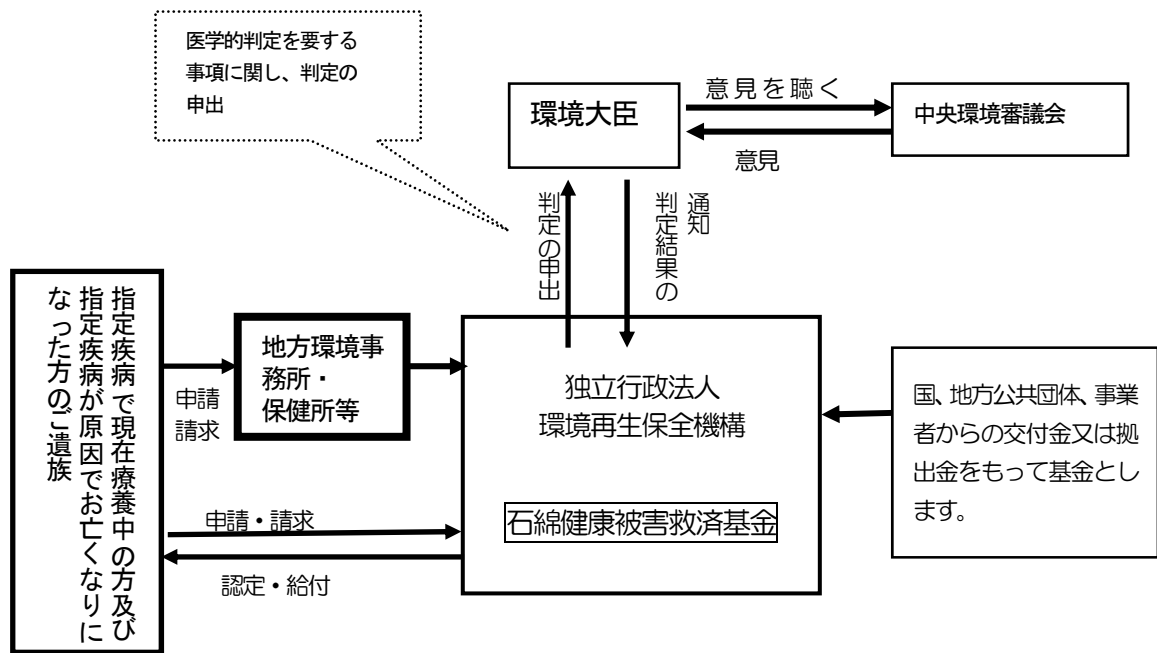 医学的判定を要する
事項に関し、判定の
申出
環境大臣
意見を聴く
意見
中央環境審議会
判定の申出
判定結果の
通知
指定疾病で現在療養中の方及び
指定疾病が原因でお亡くなりに
なった方のご遺族
申請
請求
地方環境事
務所・
保健所等
独立行政法人
環境再生保全機構
石綿健康被害救済基金
申請・請求
認定・給付
国、地方公共団体、事業
者からの交付金又は拠
出金をもって基金とし
ます。